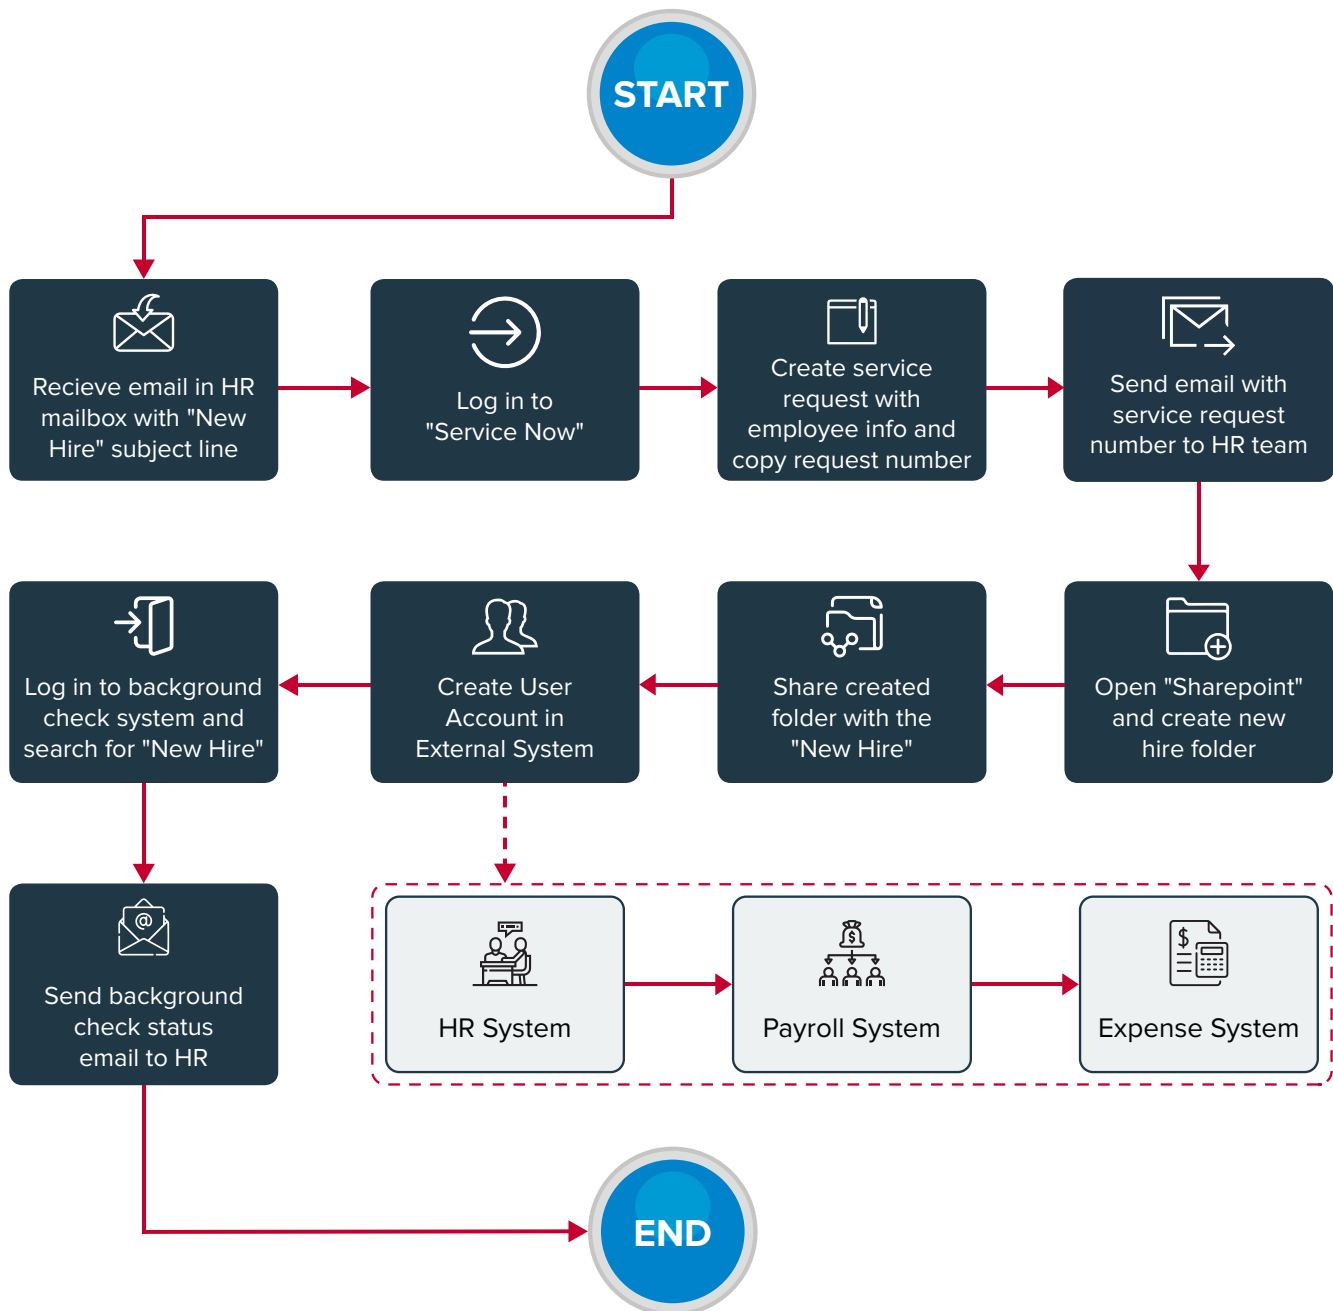 START
Recieve email in HR
mailbox with "New
Hire" subject line
Log in to
"Service Now"
Create service
request with
employee info and
copy request number
Send email with
service request
number to HR team
Log in to background
check system and
search for "New Hire"
Create User
Account in
External System
Share created
folder with the
"New Hire"
Open "Sharepoint"
and create new
hire folder
@
Send background
check status
email to HR
HR System
$
Payroll System
$
Expense System
END